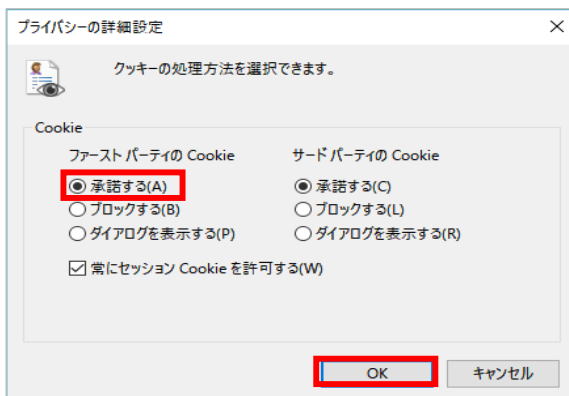 プライバシーの詳細設定
クッキーの処理方法を選択できます。
Cookie
ファースト パーティの Cookie
サード パーティの Cookie
承諾する(A)
承諾する(C)
ブロックする(B)
ブロックする(L)
ダイアログを表示する(P)
ダイアログを表示する(R)
常にセッション Cookie を許可する(W)
OK
キャンセル